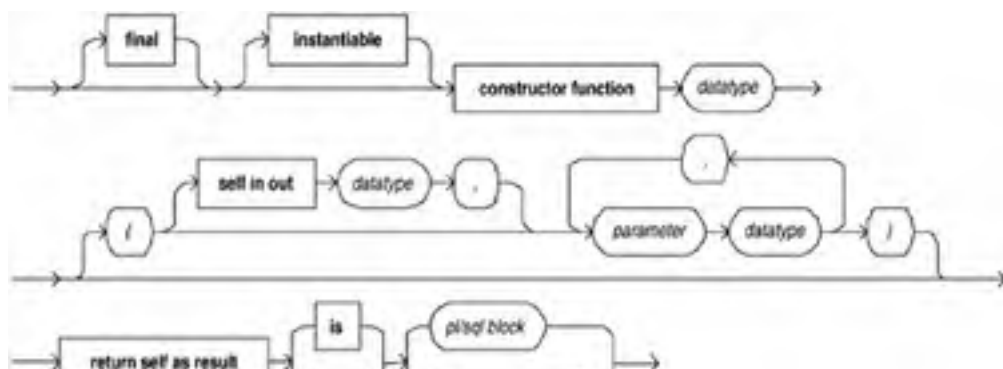 final
instantiable
constructor function datatype
,
self in out datatype ,
( parameter datatype )
is
pl/sql block
return self as result